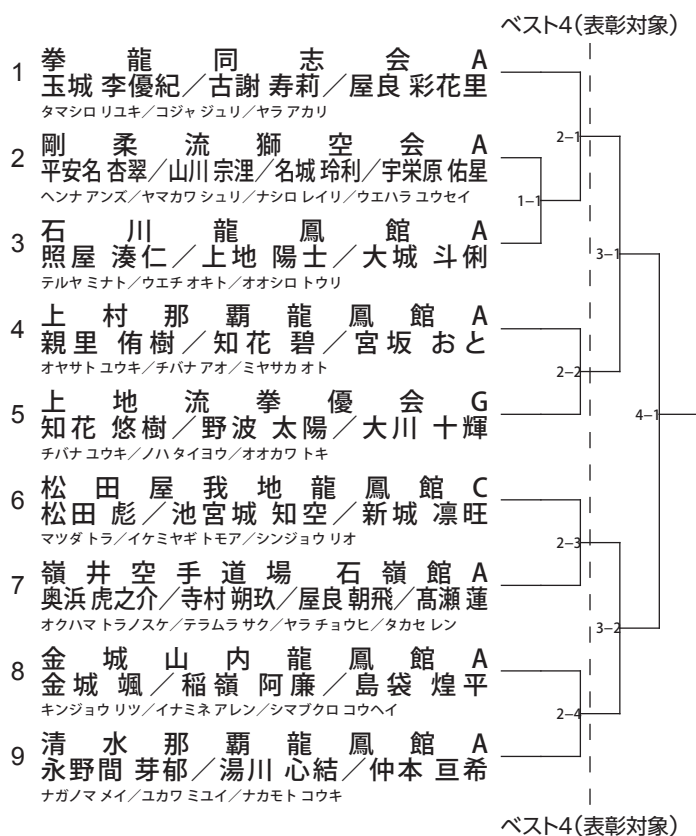 ベスト4(表彰対象)
1
拳龍同志会A
玉城 李優紀／古謝 寿莉／屋良 彩花里
タマシロ リユキ／コジャ ジュリ／ヤラ アカリ
2
剛柔流獅空会A
平安名 杏翠／山川 宗浬／名城 玲利／宇栄原 佑星
ヘンナ アンズ／ヤマカワ シュリ／ナシロ レイリ／ウエハラ ユウセイ
3
石川龍鳳館A
照屋 湊仁／上地 陽士／大城 斗俐
テルヤ ミナト／ウエチ オキト／オオシロ トウリ
4
上村那覇龍鳳館A
親里 侑樹／知花 碧／宮坂 おと
オヤサト ユウキ／チバナ アオ／ミヤサカ オト
5
上地流拳優会G
知花 悠樹／野波 太陽／大川 十輝
チバナ ユウキ／ノハ タイヨウ／オオカワ トキ
6
松田屋我地龍鳳館C
松田 彪／池宮城 知空／新城 凛旺
マツダ トラ／イケミヤギ トモア／シンジョウ リオ
7
嶺井空手道場 石嶺館A
奥浜 虎之介／寺村 朔玖／屋良 朝飛／髙瀬 蓮
オクハマ トラノスケ／テラムラ サク／ヤラ チョウヒ／タカセ レン
8
金城山内龍鳳館A
金城 颯／稲嶺 阿廉／島袋 煌平
キンジョウ リツ／イナミネ アレン／シマブクロ コウヘイ
9
清水那覇龍鳳館A
永野間 芽郁／湯川 心結／仲本 亘希
ナガノマ メイ／ユカワ ミユイ／ナカモト コウキ
1−1
2−1
2−2
2−3
2−4
3−1
3−2
4−1
ベスト4(表彰対象)